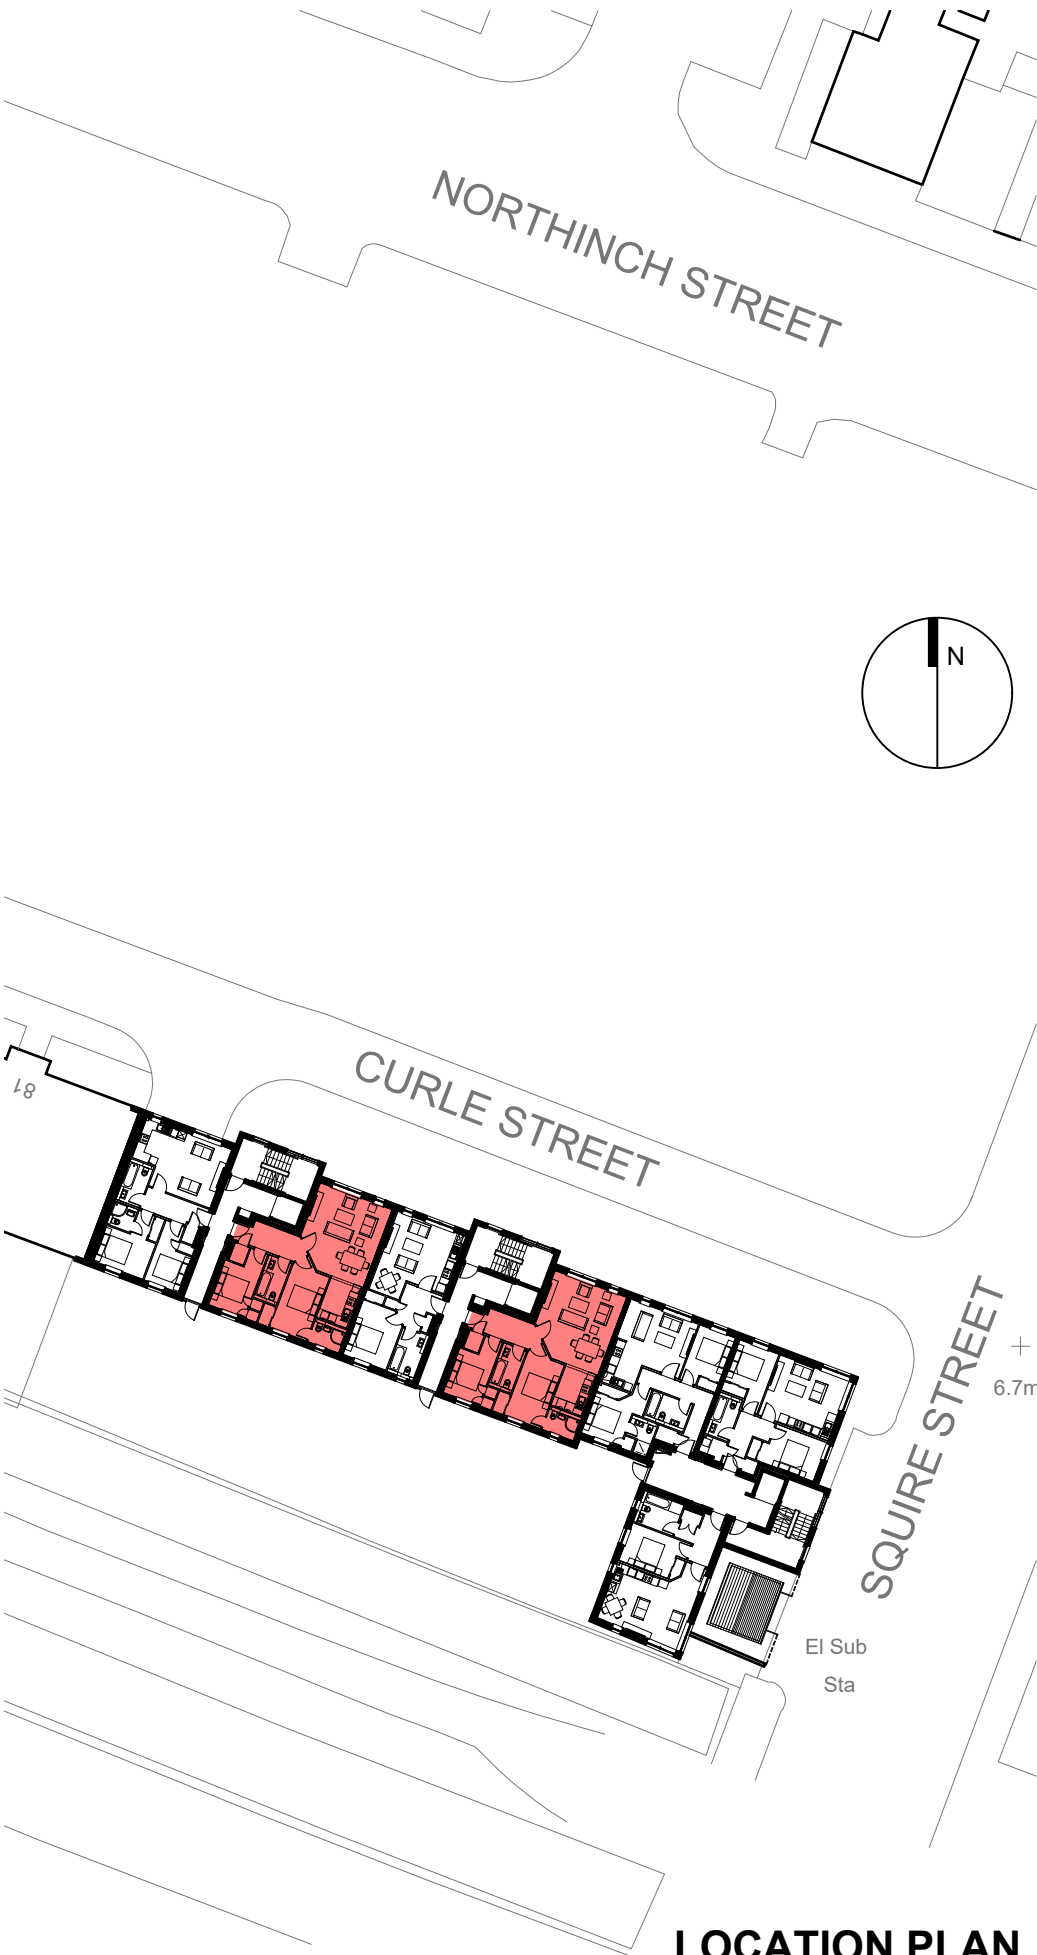 NORTHINCH STREET
N
CURLE STREET
81
SQUIRE STREET
6.7m
El Sub
Sta
LOCATION PLAN